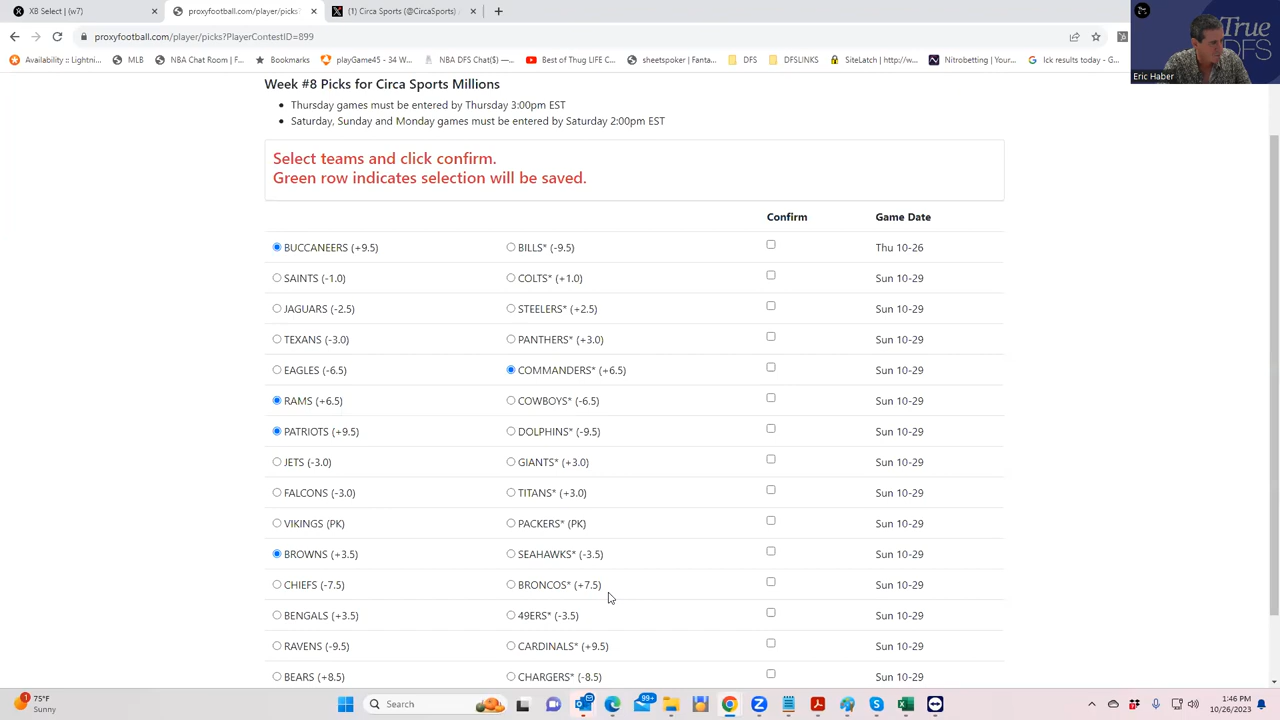 X8 Select (w7)
proxyfootball.com/player/picks?
(1) Circa Sports (@CircaSports)
proxyfootball.com/player/picks?PlayerContestID=899
Availability :: Lightni...
MLB
NBA Chat Room | F...
Bookmarks
playGame45 - 34 W...
NBA DFS Chat($) —...
Best of Thug LIFE C...
sheetspoker | Fanta...
DFS
DFSLINKS
SiteLatch | http://w...
Nitrobetting | Your...
lck results today - G...
True
DFS
Eric Haber
Week #8 Picks for Circa Sports Millions
Thursday games must be entered by Thursday 3:00pm EST
Saturday, Sunday and Monday games must be entered by Saturday 2:00pm EST
Select teams and click confirm.
Green row indicates selection will be saved.
Confirm Game Date
BUCCANEERS (+9.5) BILLS* (-9.5) Thu 10-26
SAINTS (-1.0) COLTS* (+1.0) Sun 10-29
JAGUARS (-2.5) STEELERS* (+2.5) Sun 10-29
TEXANS (-3.0) PANTHERS* (+3.0) Sun 10-29
EAGLES (-6.5) COMMANDERS* (+6.5) Sun 10-29
RAMS (+6.5) COWBOYS* (-6.5) Sun 10-29
PATRIOTS (+9.5) DOLPHINS* (-9.5) Sun 10-29
JETS (-3.0) GIANTS* (+3.0) Sun 10-29
FALCONS (-3.0) TITANS* (+3.0) Sun 10-29
VIKINGS (PK) PACKERS* (PK) Sun 10-29
BROWNS (+3.5) SEAHAWKS* (-3.5) Sun 10-29
CHIEFS (-7.5) BRONCOS* (+7.5) Sun 10-29
BENGALS (+3.5) 49ERS* (-3.5) Sun 10-29
RAVENS (-9.5) CARDINALS* (+9.5) Sun 10-29
BEARS (+8.5) CHARGERS* (-8.5) Sun 10-29
1
75°F
Sunny
Search
99+
1:46 PM
10/26/2023